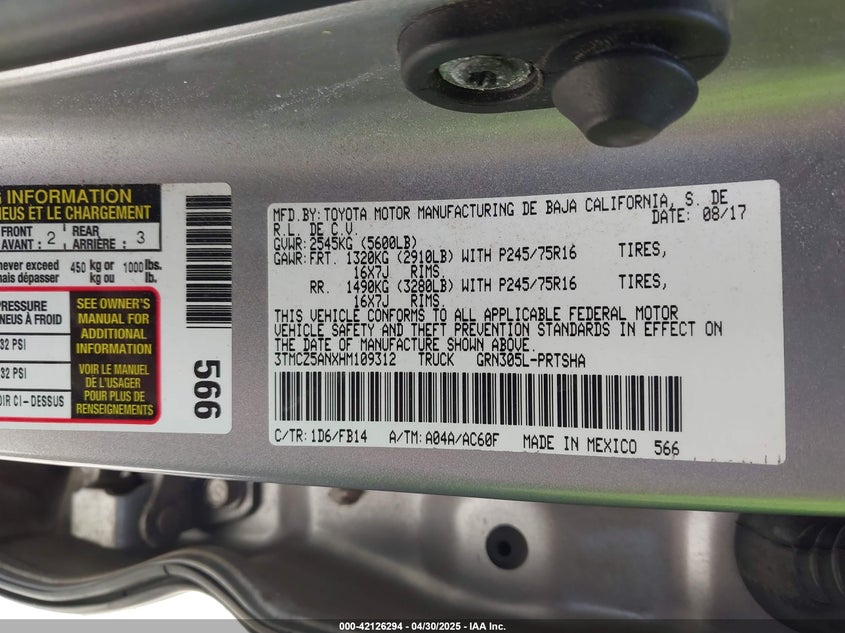 INFORMATION
NEUS ET LE CHARGEMENT
FRONT
AVANT : 2
REAR
ARRIÈRE : 3
never exceed
mais dépasser
450 kg or
kg ou
1000 lbs.
lb.
PRESSURE
NEUS À FROID
32 PSI
32 PSI
OIR CI-DESSUS
SEE OWNER'S
MANUAL FOR
ADDITIONAL
INFORMATION
VOIR LE MANUEL
DE L'USAGER
POUR PLUS DE
RENSEIGNEMENTS
566
MFD.BY:TOYOTA MOTOR MANUFACTURING DE BAJA CALIFORNIA, S. DE
R.L. DE C.V. DATE: 08/17
GVWR:2545KG (5600LB)
GAWR:FRT. 1320KG (2910LB) WITH P245/75R16 TIRES,
16X7J RIMS.
RR. 1490KG (3280LB) WITH P245/75R16 TIRES,
16X7J RIMS.
THIS VEHICLE CONFORMS TO ALL APPLICABLE FEDERAL MOTOR
VEHICLE SAFETY AND THEFT PREVENTION STANDARDS IN EFFECT ON
THE DATE OF MANUFACTURE SHOWN ABOVE.
3TMCZ5ANXHM109312 TRUCK GRN305L-PRTSHA
C/TR: 1D6/FB14 A/TM: A04A/AC60F MADE IN MEXICO 566
000-42126294 - 04/30/2025 - IAA Inc.